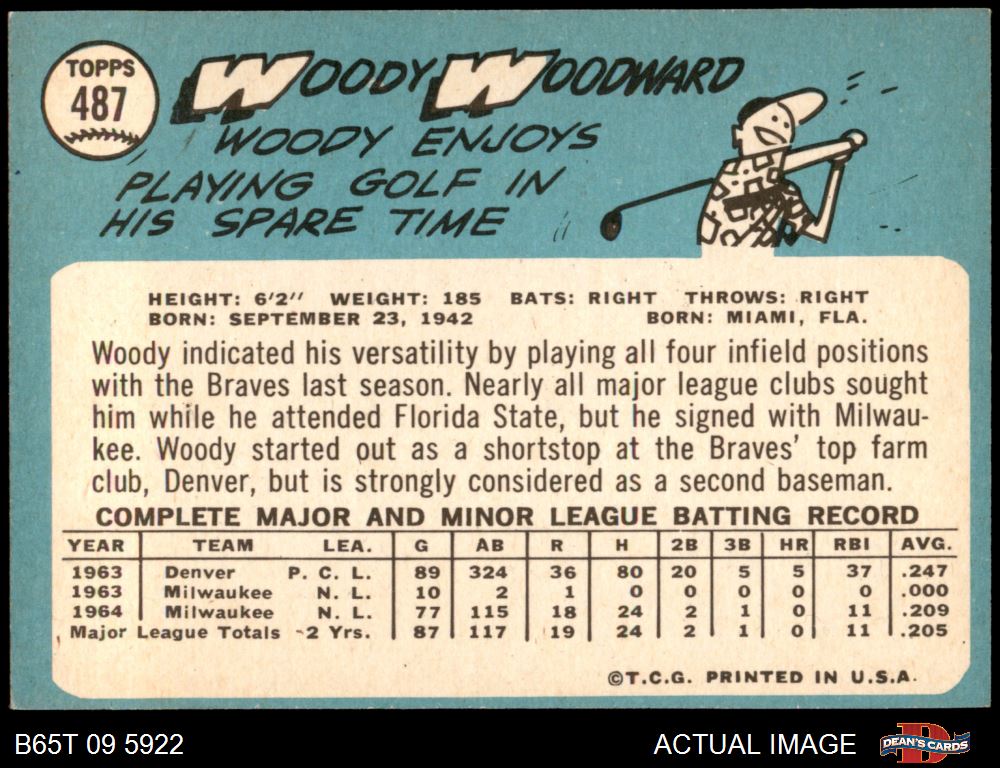 TOPPS
487
WOODY WOODWARD
WOODY ENJOYS
PLAYING GOLF IN
HIS SPARE TIME
HEIGHT: 6'2" WEIGHT: 185 BATS: RIGHT THROWS: RIGHT
BORN: SEPTEMBER 23, 1942 BORN: MIAMI, FLA.
Woody indicated his versatility by playing all four infield positions
with the Braves last season. Nearly all major league clubs sought
him while he attended Florida State, but he signed with Milwau-
kee. Woody started out as a shortstop at the Braves' top farm
club, Denver, but is strongly considered as a second baseman.
COMPLETE MAJOR AND MINOR LEAGUE BATTING RECORD
YEAR TEAM LEA. G AB R H 2B 3B HR RBI AVG.
1963 Denver P. C. L. 89 324 36 80 20 5 5 37 .247
1963 Milwaukee N. L. 10 2 1 0 0 0 0 0 .000
1964 Milwaukee N. L. 77 115 18 24 2 1 0 11 .209
Major League Totals -2 Yrs. 87 117 19 24 2 1 0 11 .205
©T.C.G. PRINTED IN U.S.A.
B65T 09 5922 ACTUAL IMAGE DEAN'S CARDS